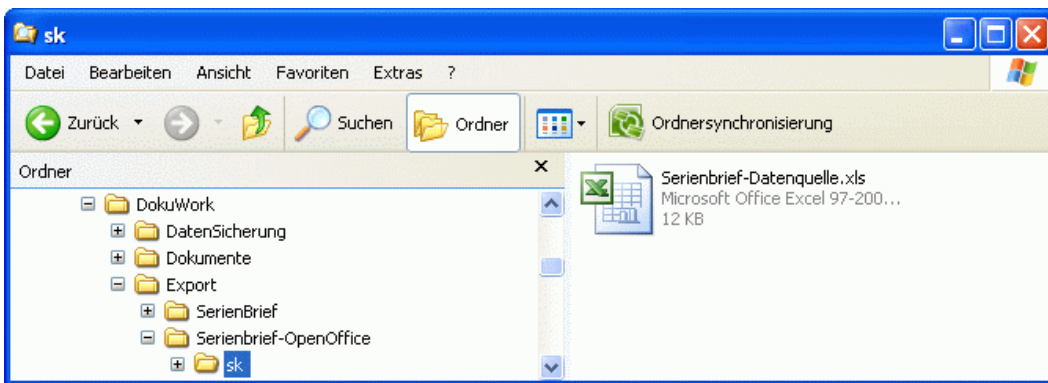 sk
Datei Bearbeiten Ansicht Favoriten Extras ?
Zurück Suchen Ordner Ordnersynchronisierung
Ordner
DokuWork
DatenSicherung
Dokumente
Export
SerienBrief
Serienbrief-OpenOffice
sk
Serienbrief-Datenquelle.xls
Microsoft Office Excel 97-200...
12 KB